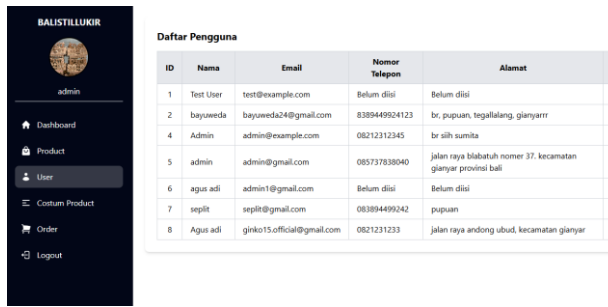 BALISTILLUKIR
admin
Dashboard
Product
User
Costum Product
Order
Logout
Daftar Pengguna
ID Nama Email Nomor Telepon Alamat
1 Test User test@example.com Belum diisi Belum diisi
2 bayuweda bayuweda24@gmail.com 8389449924123 br, pupuan, tegallalang, gianyarrr
4 Admin admin@example.com 08212312345 br siih sumita
5 admin admin@gmail.com 085737838040 jalan raya blabatuh nomer 37. kecamatan
gianyar provinsi bali
6 agus adi admin1@gmail.com Belum diisi Belum diisi
7 seplit seplit@gmail.com 083894499242 pupuan
8 Agus adi ginko15.official@gmail.com 0821231233 jalan raya andong ubud, kecamatan gianyar